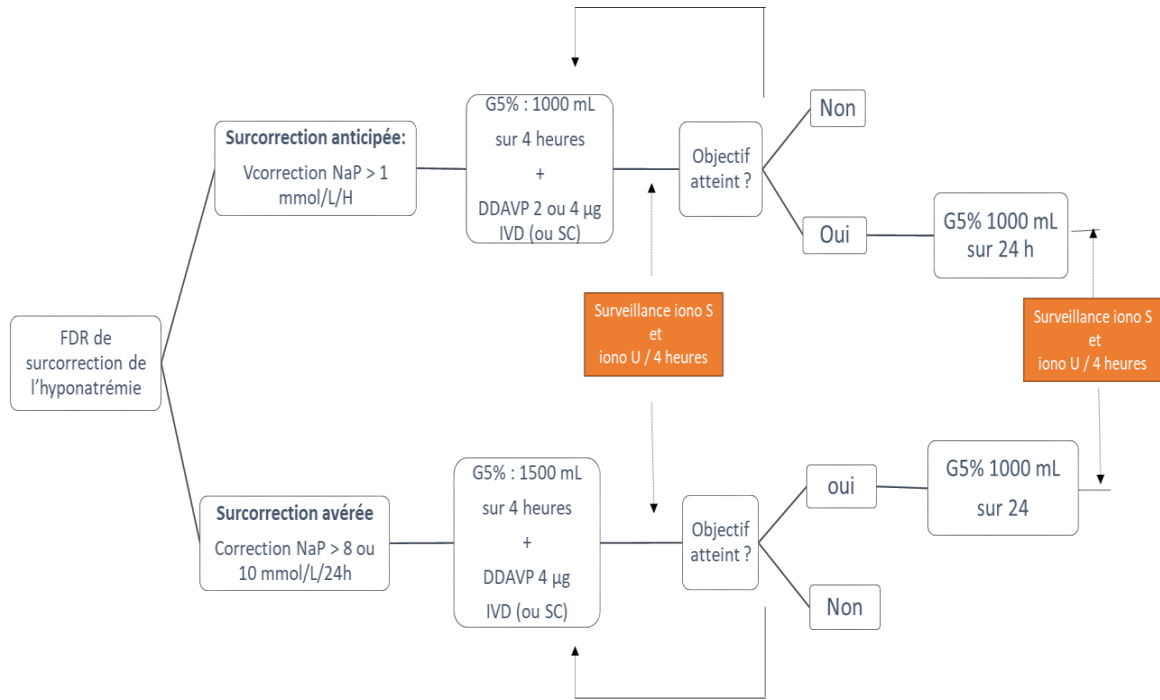 FDR de
surcorrection de
l'hyponatrémie
Surcorrection anticipée:
Vcorrection NaP > 1
mmol/L/H
G5% : 1000 mL
sur 4 heures
+
DDAVP 2 ou 4 µg
IVD (ou SC)
Objectif
atteint ?
Non
Oui
G5% 1000 mL
sur 24 h
Surveillance iono S
et
iono U / 4 heures
Surveillance iono S
et
iono U / 4 heures
Surcorrection avérée
Correction NaP > 8 ou
10 mmol/L/24h
G5% : 1500 mL
sur 4 heures
+
DDAVP 4 µg
IVD (ou SC)
Objectif
atteint ?
oui
Non
G5% 1000 mL
sur 24